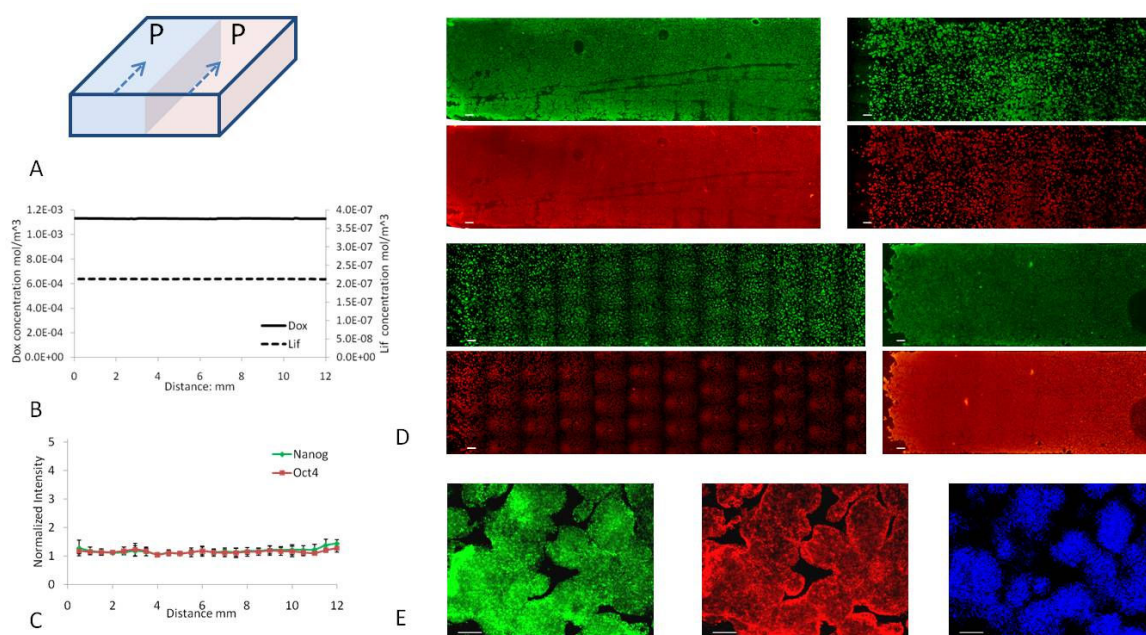 P P
A
Dox concentration mol/m^3
1.2E-03
1.0E-03
8.0E-04
6.0E-04
4.0E-04
2.0E-04
0.0E+00
4.0E-07
3.5E-07
3.0E-07
2.5E-07
2.0E-07
1.5E-07
1.0E-07
5.0E-08
0.0E+00
Lif concentration mol/m^3
Dox
Lif
0 2 4 6 8 10 12
Distance: mm
B
Normalized Intensity
5
4
3
2
1
0
Nanog
Oct4
0 2 4 6 8 10 12
Distance mm
C
D
E